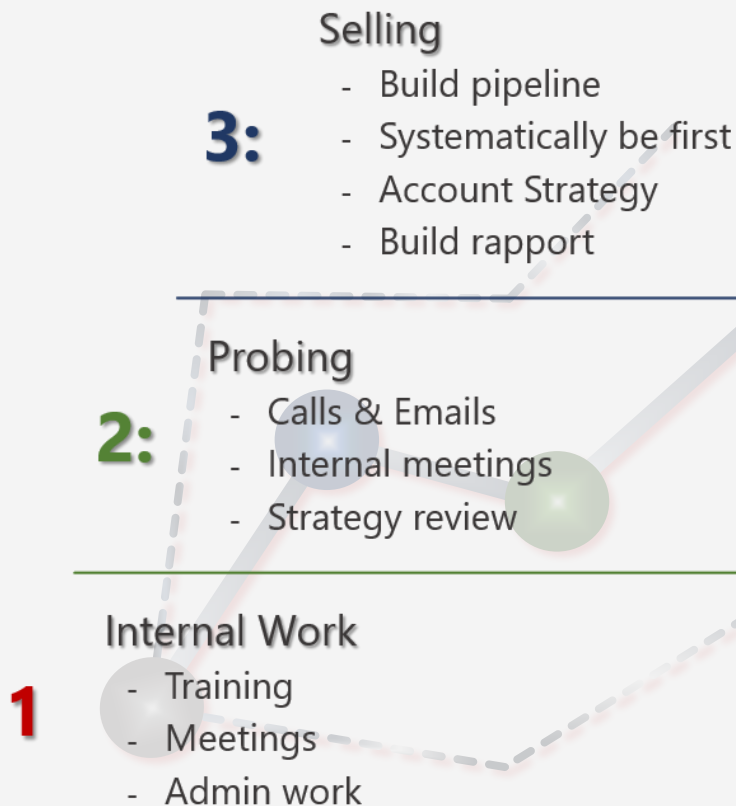 Selling
- Build pipeline
3:
- Systematically be first
- Account Strategy
- Build rapport
Probing
- Calls & Emails
2:
- Internal meetings
- Strategy review
Internal Work
- Training
1
- Meetings
- Admin work